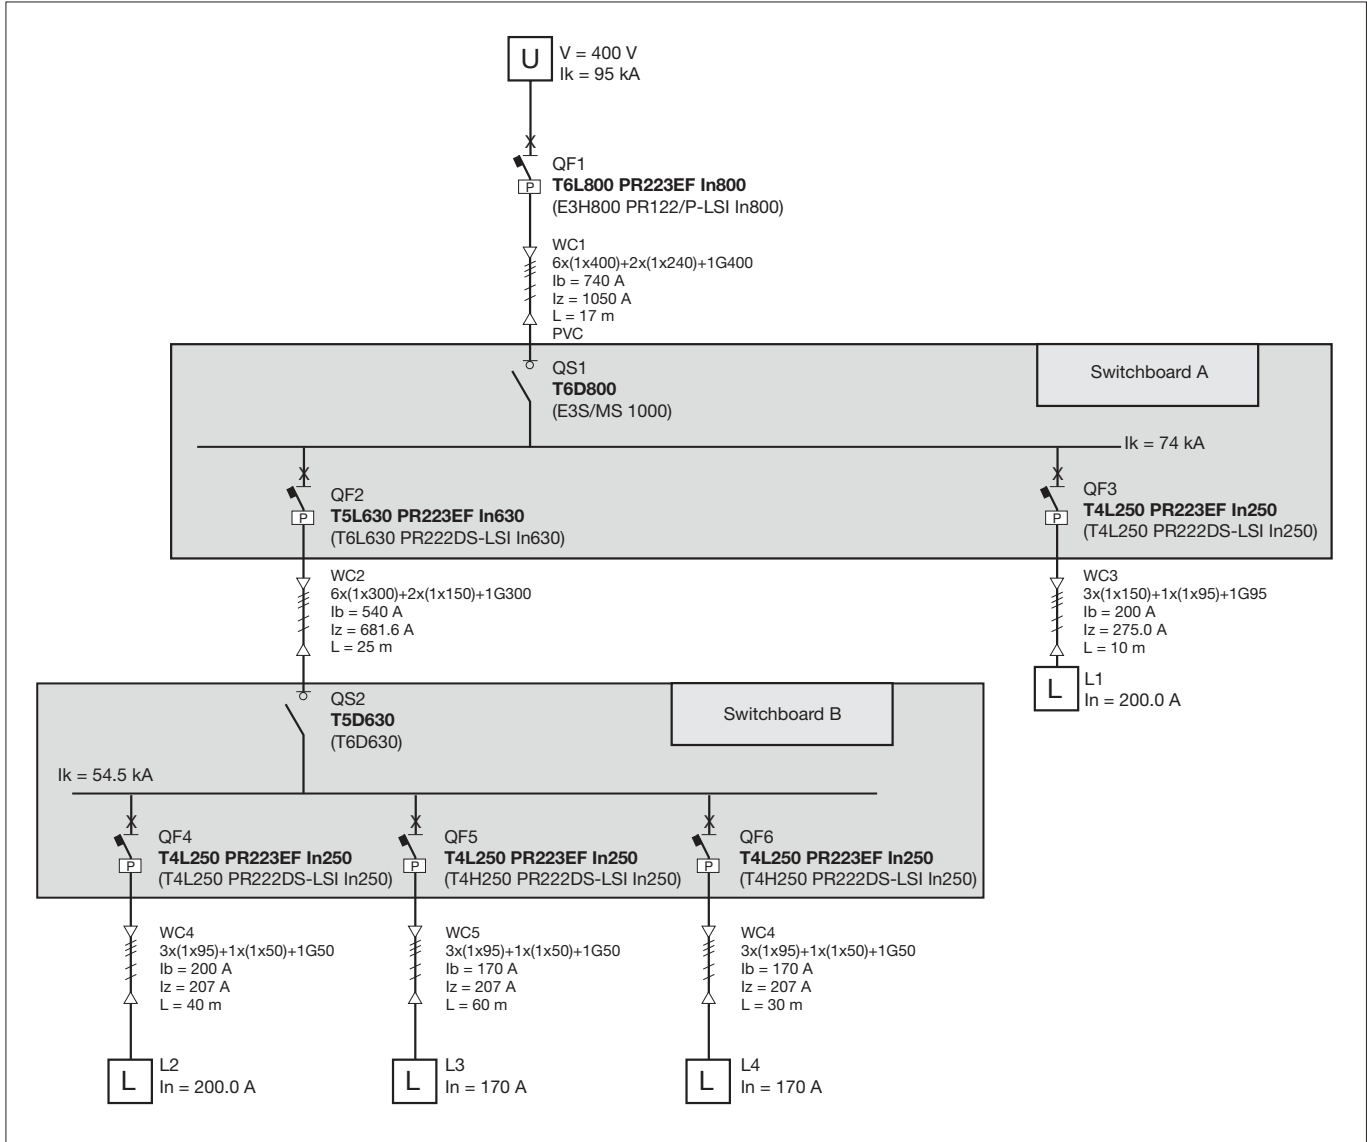 U
V = 400 V
Ik = 95 kA
X
QF1
P
T6L800 PR223EF In800
(E3H800 PR122/P-LSI In800)
WC1
6x(1x400)+2x(1x240)+1G400
Ib = 740 A
Iz = 1050 A
L = 17 m
PVC
QS1
T6D800
(E3S/MS 1000)
Switchboard A
Ik = 74 kA
X
QF2
P
T5L630 PR223EF In630
(T6L630 PR222DS-LSI In630)
X
QF3
P
T4L250 PR223EF In250
(T4L250 PR222DS-LSI In250)
WC2
6x(1x300)+2x(1x150)+1G300
Ib = 540 A
Iz = 681.6 A
L = 25 m
WC3
3x(1x150)+1x(1x95)+1G95
Ib = 200 A
Iz = 275.0 A
L = 10 m
L
L1
In = 200.0 A
QS2
T5D630
(T6D630)
Switchboard B
Ik = 54.5 kA
X
QF4
P
T4L250 PR223EF In250
(T4L250 PR222DS-LSI In250)
X
QF5
P
T4L250 PR223EF In250
(T4H250 PR222DS-LSI In250)
X
QF6
P
T4L250 PR223EF In250
(T4H250 PR222DS-LSI In250)
WC4
3x(1x95)+1x(1x50)+1G50
Ib = 200 A
Iz = 207 A
L = 40 m
WC5
3x(1x95)+1x(1x50)+1G50
Ib = 170 A
Iz = 207 A
L = 60 m
WC4
3x(1x95)+1x(1x50)+1G50
Ib = 170 A
Iz = 207 A
L = 30 m
L
L2
In = 200.0 A
L
L3
In = 170 A
L
L4
In = 170 A